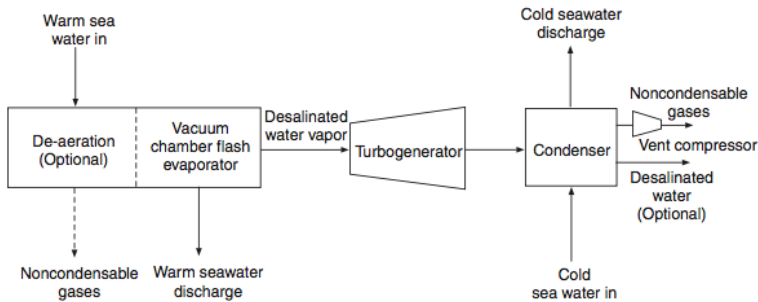 Warm sea
water in
De-aeration
(Optional)
Vacuum
chamber flash
evaporator
Noncondensable
gases
Warm seawater
discharge
Desalinated
water vapor
Turbogenerator
Cold seawater
discharge
Condenser
Cold
sea water in
Noncondensable
gases
Vent compressor
Desalinated
water
(Optional)